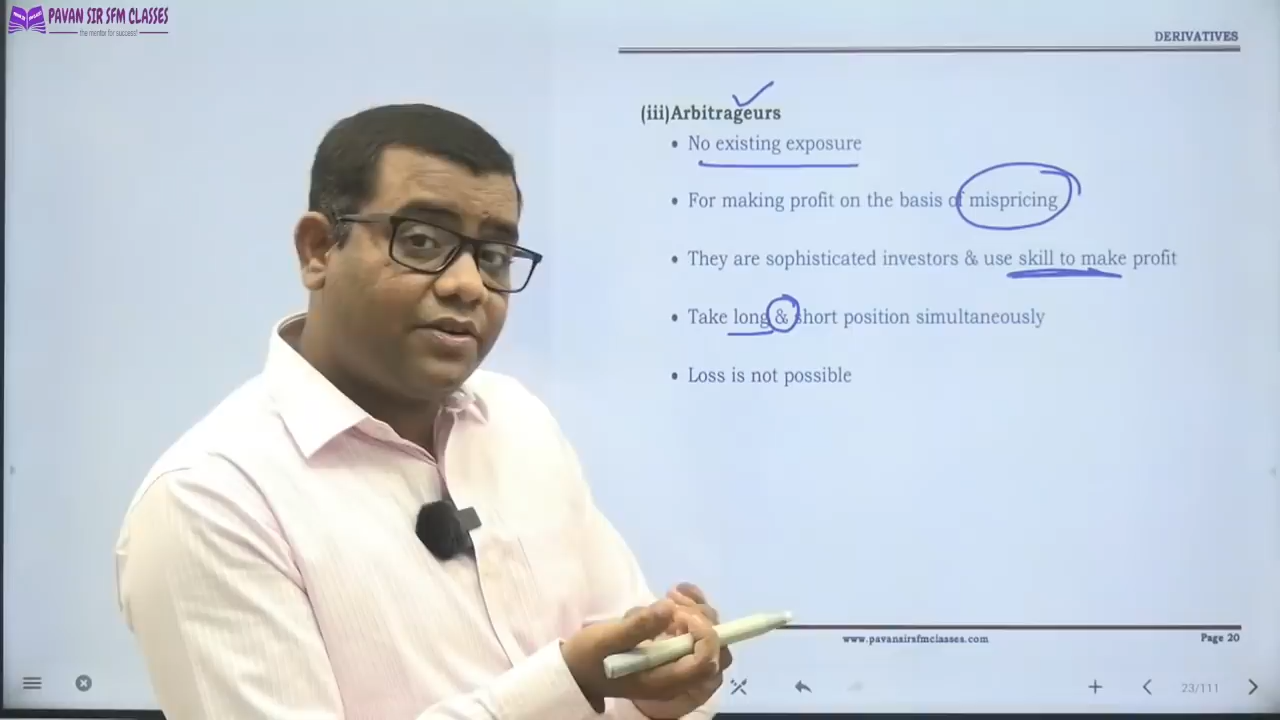 PAVAN SIR SFM CLASSES
the mentor for success!
DERIVATIVES
(iii)Arbitrageurs
• No existing exposure
• For making profit on the basis of mispricing
• They are sophisticated investors & use skill to make profit
• Take long & short position simultaneously
• Loss is not possible
www.pavansirsfmclasses.com
Page 20
23/111